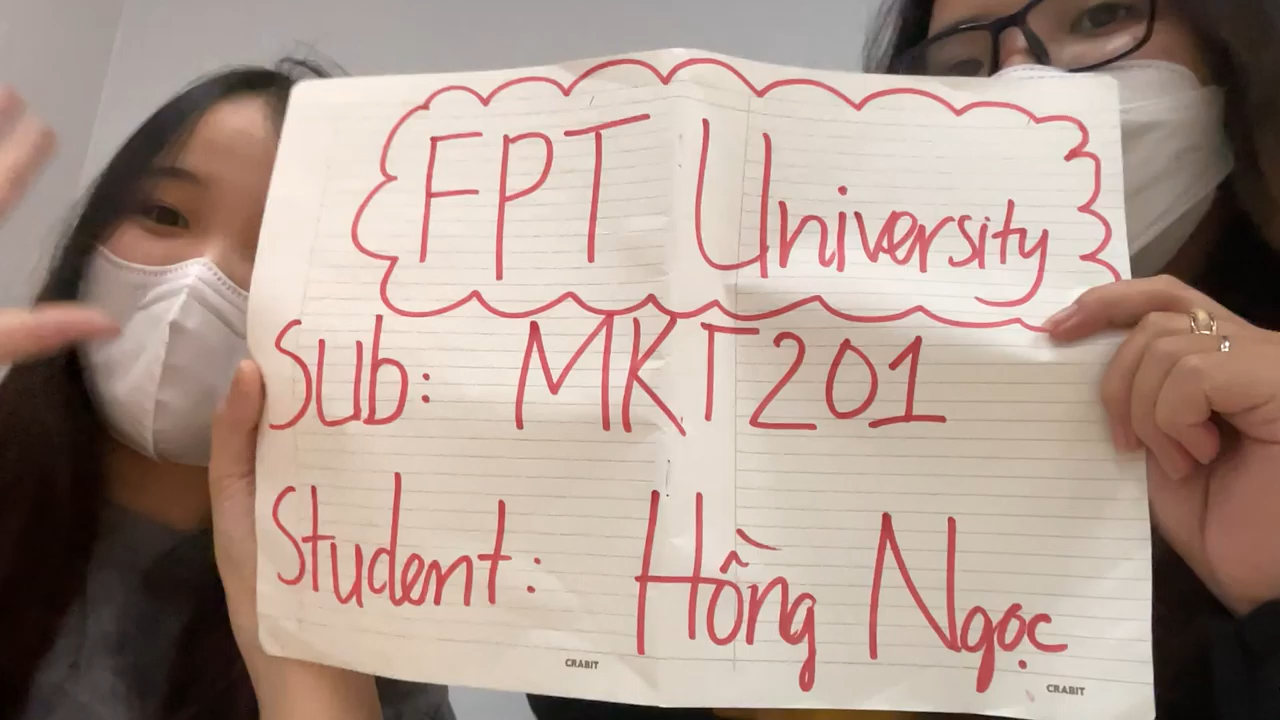 FPT University
Sub: MKT201
Student: Hồng Ngọc
CRABIT
CRABIT